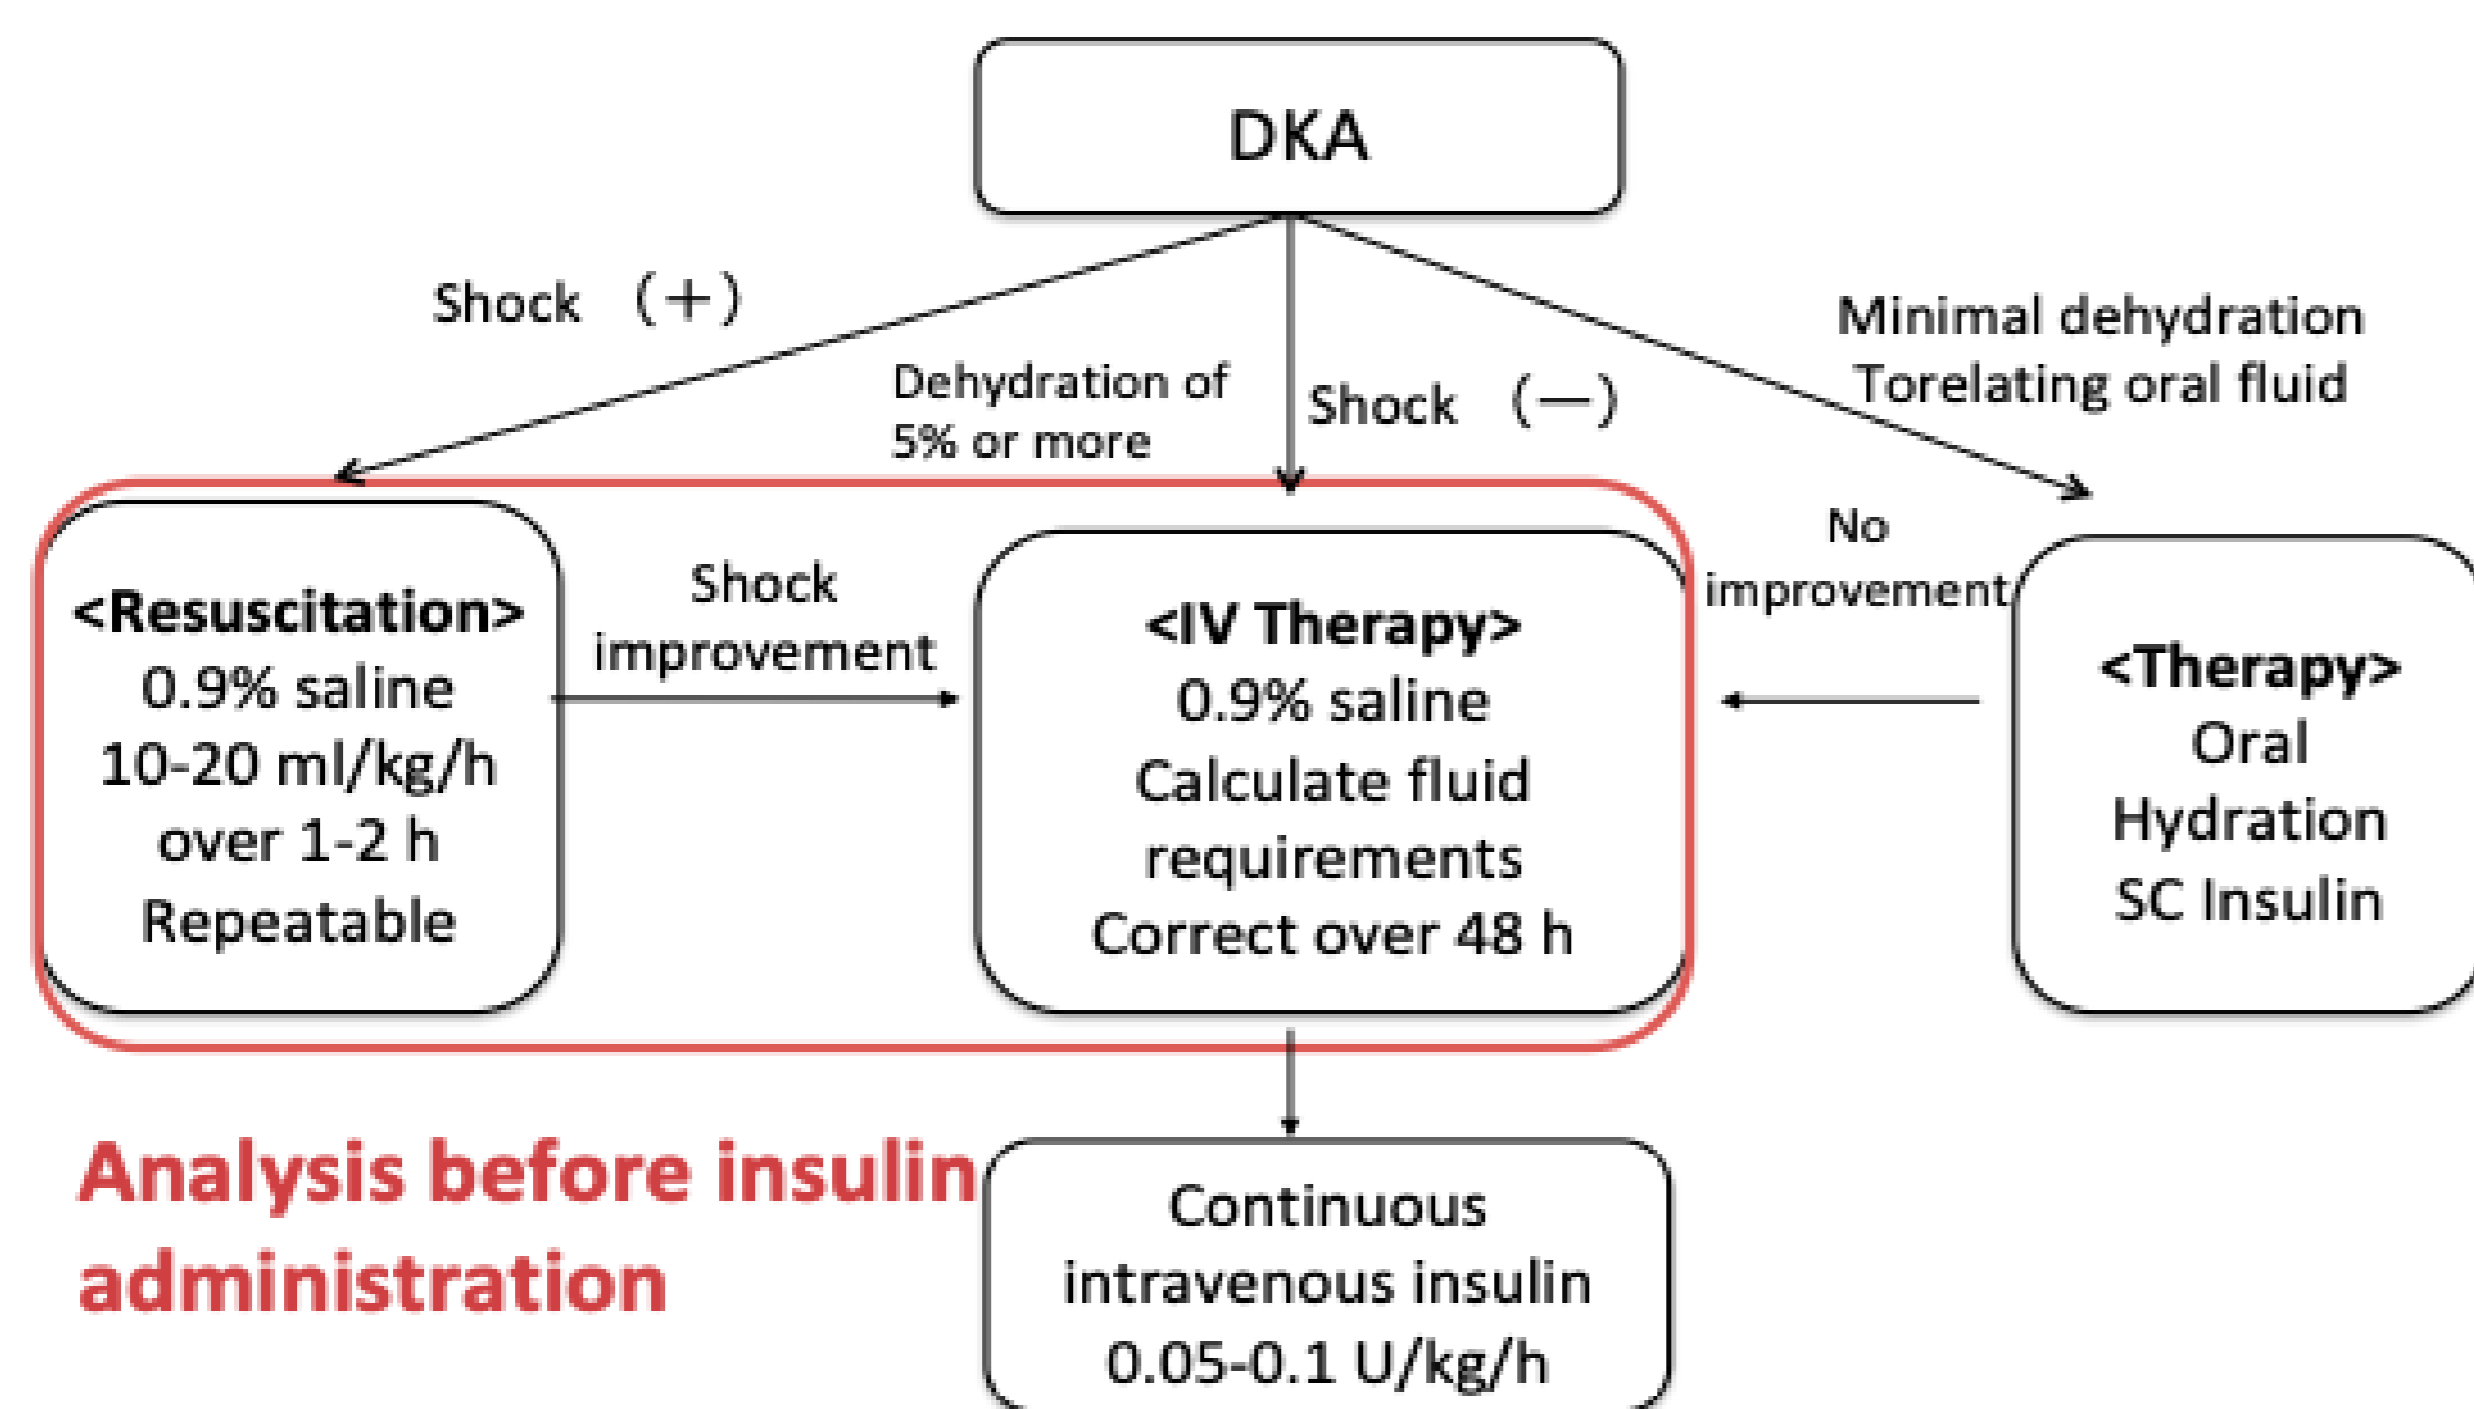 DKA
Shock （+）
Dehydration of
5% or more
Shock （—）
Minimal dehydration
Torelating oral fluid
<Resuscitation>
0.9% saline
10-20 ml/kg/h
over 1-2 h
Repeatable
Shock
improvement
<IV Therapy>
0.9% saline
Calculate fluid
requirements
Correct over 48 h
No
improvement
<Therapy>
Oral
Hydration
SC Insulin
Analysis before insulin
administration
Continuous
intravenous insulin
0.05-0.1 U/kg/h